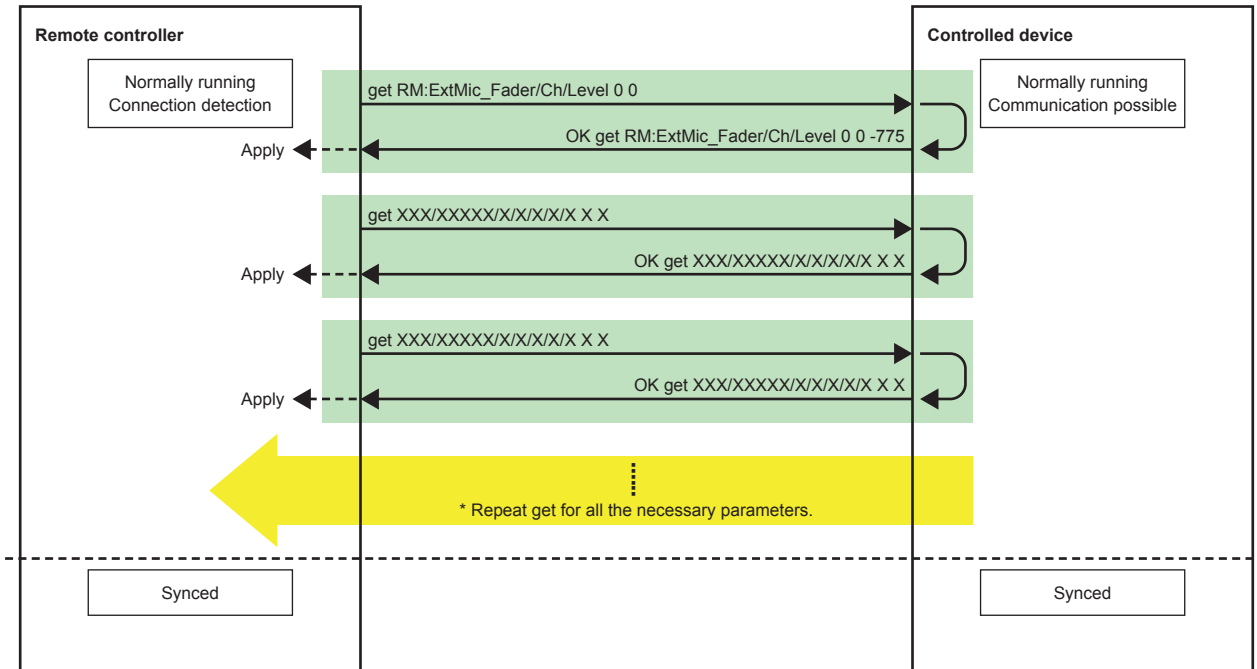 Remote controller
Controlled device
Normally running
Connection detection
Normally running
Communication possible
get RM:ExtMic_Fader/Ch/Level 0 0
OK get RM:ExtMic_Fader/Ch/Level 0 0 -775
Apply
get XXX/XXXXX/X/X/X/X/X X X
OK get XXX/XXXXX/X/X/X/X/X X X
Apply
get XXX/XXXXX/X/X/X/X/X X X
OK get XXX/XXXXX/X/X/X/X/X X X
Apply
* Repeat get for all the necessary parameters.
Synced
Synced